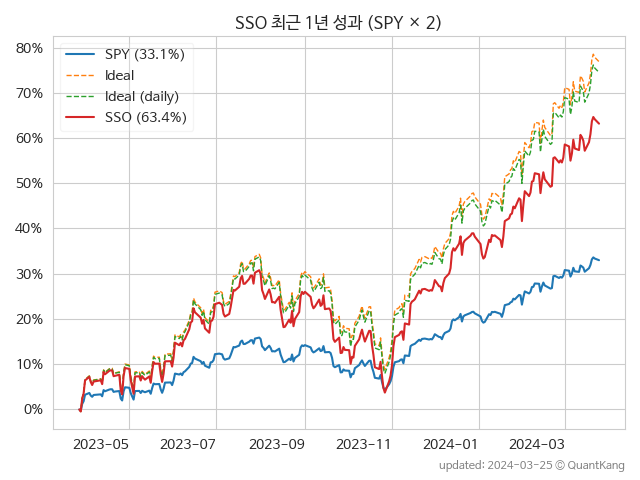 SSO 최근 1년 성과 (SPY × 2)
SPY (33.1%)
Ideal
Ideal (daily)
SSO (63.4%)
80%
70%
60%
50%
40%
30%
20%
10%
0%
2023-05 2023-07 2023-09 2023-11 2024-01 2024-03
updated: 2024-03-25 ⓒ QuantKang